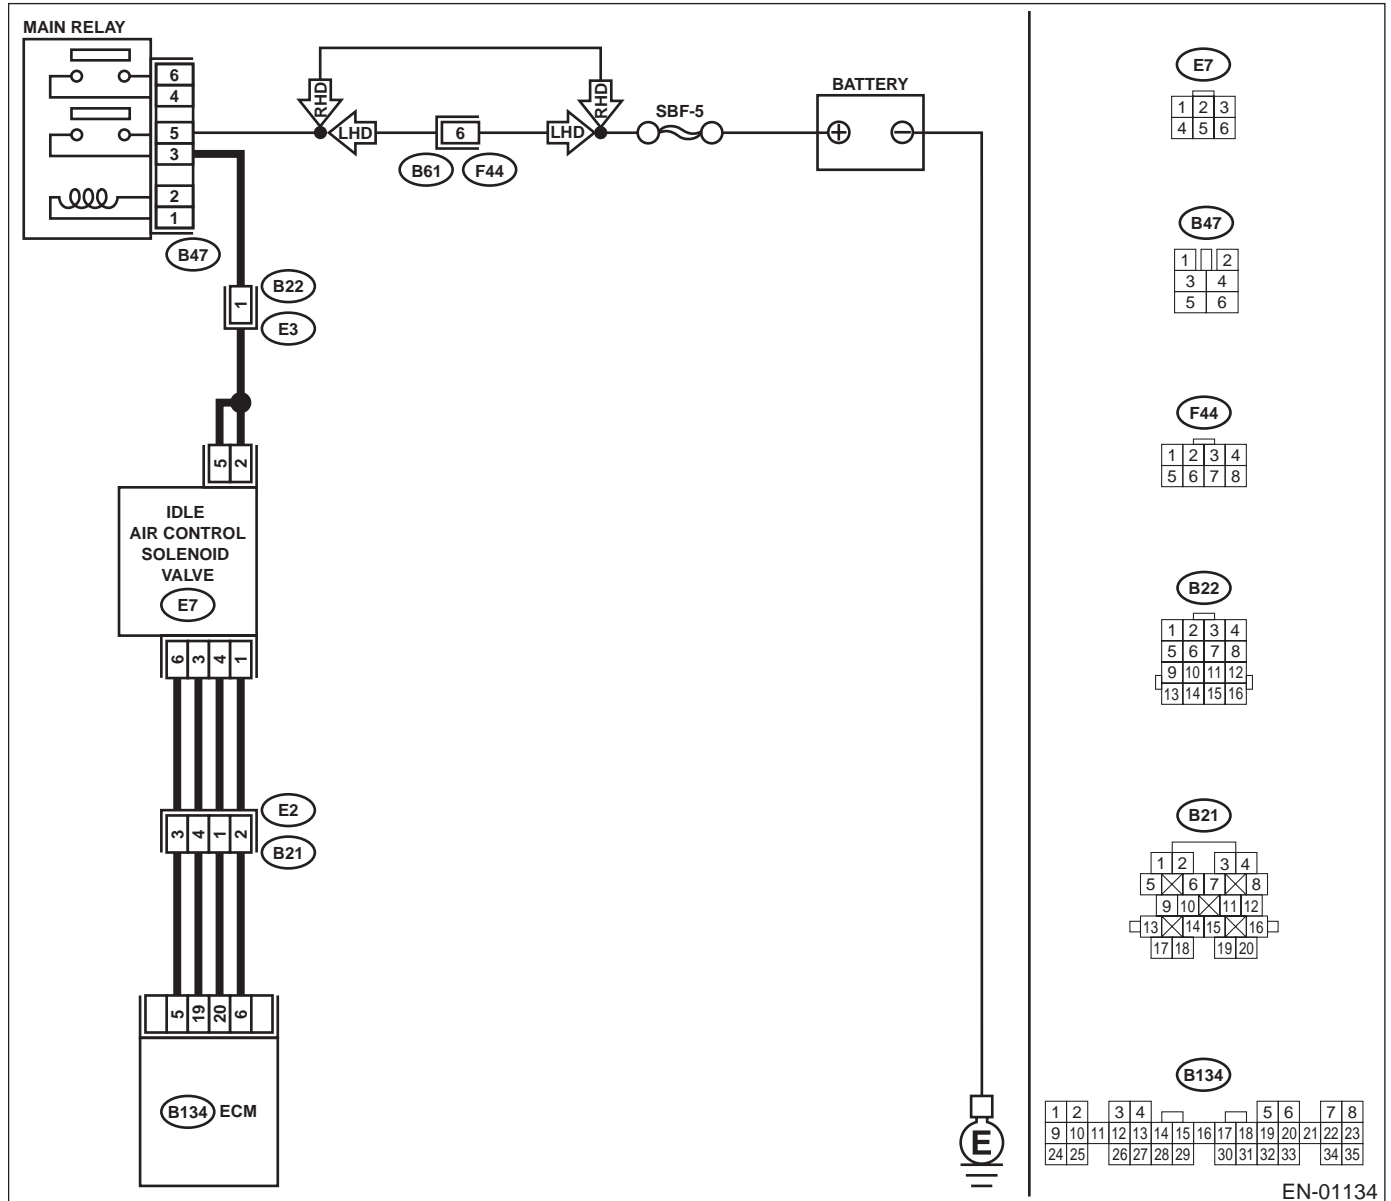 MAIN RELAY
6
4
5
3
2
1
B47
RHD
LHD
6
B61
F44
LHD
RHD
SBF-5
BATTERY
B22
1
E3
5 2
IDLE
AIR CONTROL
SOLENOID
VALVE
E7
6 3 4 1
E2
3 4 1 2
B21
5 19 20 6
B134 ECM
E
E7
1 2 3
4 5 6
B47
1 2
3 4
5 6
F44
1 2 3 4
5 6 7 8
B22
1 2 3 4
5 6 7 8
9 10 11 12
13 14 15 16
B21
1 2 3 4
5 6 7 8
9 10 11 12
13 14 15 16
17 18 19 20
B134
1 2 3 4 5 6 7 8
9 10 11 12 13 14 15 16 17 18 19 20 21 22 23
24 25 26 27 28 29 30 31 32 33 34 35
EN-01134